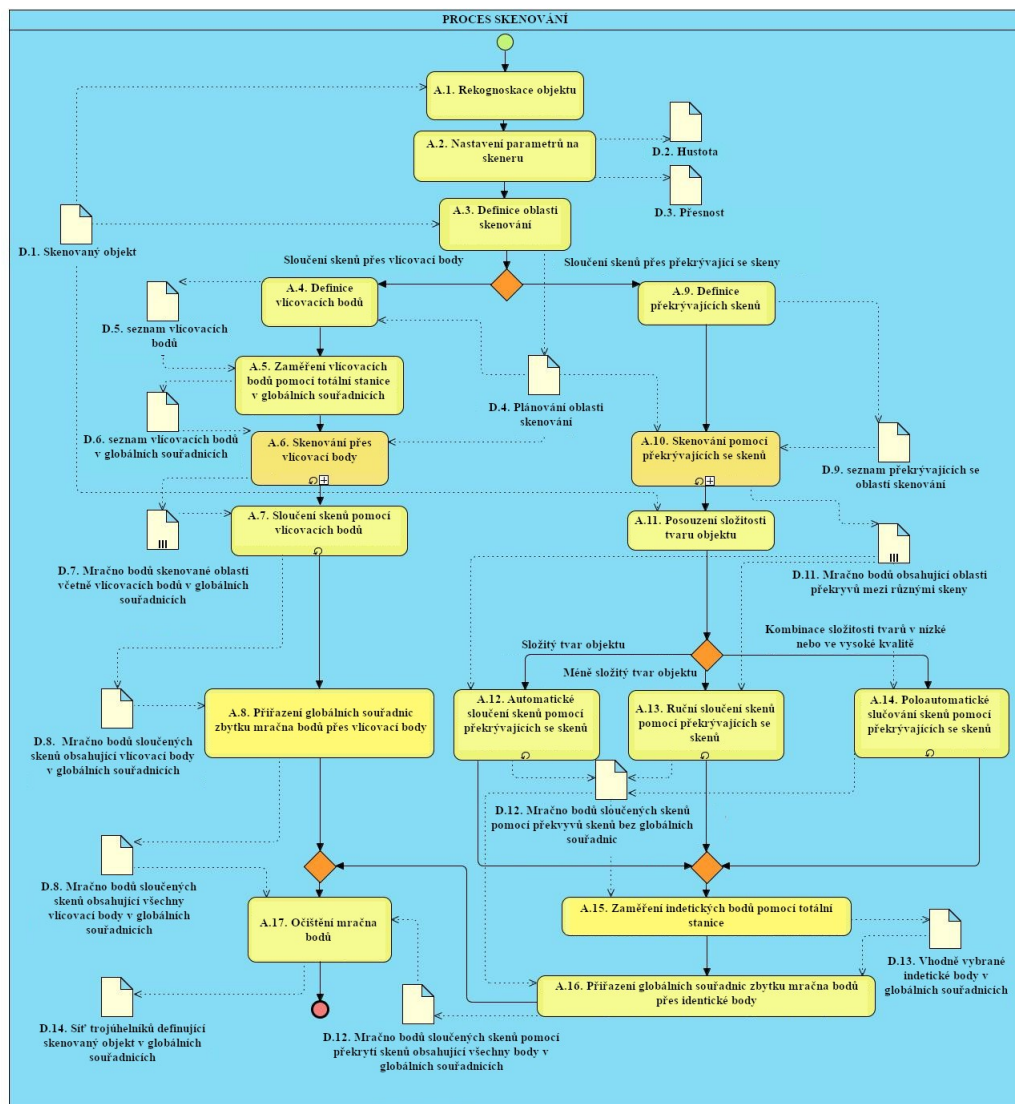 PROCES SKENOVÁNÍ
A.1. Rekognoskace objektu
A.2. Nastavení parametrů na
skeneru
D.2. Hustota
D.3. Přesnost
A.3. Definice oblasti
skenování
D.1. Skenovaný objekt
Sloučení skenů přes vlícovací body
Sloučení skenů přes překrývající se skeny
A.4. Definice
vlícovacích bodů
A.9. Definice
překrývajících skenů
D.5. seznam vlícovacích
bodů
A.5. Zaměření vlícovacích
bodů pomocí totální stanice
v globálních souřadnicích
D.4. Plánování oblasti
skenování
D.6. seznam vlícovacích bodů
v globálních souřadnicích
A.6. Skenování přes
vlícovací body
A.10. Skenování pomocí
překrývajících se skenů
D.9. seznam překrývajících se
oblastí skenování
A.7. Sloučení skenů pomocí
vlícovacích bodů
A.11. Posouzení složitosti
tvaru objektu
D.7. Mračno bodů skenované oblasti
včetně vlícovacích bodů v globálních
souřadnicích
D.11. Mračno bodů obsahující oblasti
překryvů mezi různými skeny
Složitý tvar objektu
Kombinace složitosti tvarů v nízké
nebo ve vysoké kvalitě
Méně složitý tvar objektu
A.8. Přiřazení globálních souřadnic
zbytku mračna bodů přes vlícovací body
A.12. Automatické
sloučení skenů pomocí
překrývajících se skenů
A.13. Ruční sloučení skenů
pomocí překrývajících se
skenů
A.14. Poloautomatické
slučování skenů pomocí
překrývajících se skenů
D.8. Mračno bodů sloučených
skenů obsahující vlícovací body
v globálních souřadnicích
D.12. Mračno bodů sloučených skenů
pomocí překvyvů skenů bez globálních
souřadnic
D.8. Mračno bodů sloučených
skenů obsahující všechny
vlícovací body v globálních
souřadnicích
A.17. Očištění mračna
bodů
A.15. Zaměření indetických bodů pomocí totální
stanice
D.13. Vhodně vybrané
indetické body v
globálních souřadnicích
A.16. Přiřazení globálních souřadnic zbytku mračna bodů
přes identické body
D.14. Síť trojúhelníků definující
skenovaný objekt v globálních
souřadnicích
D.12. Mračno bodů sloučených skenů pomocí
překrytí skenů obsahující všechny body v
globálních souřadnicích